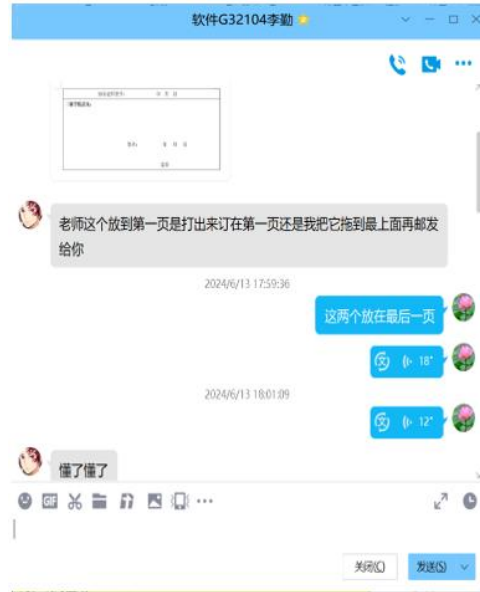 软件G32104李勤
老师这个放到第一页是打出来订在第一页还是我把它拖到最上面再邮发
给你
2024/6/13 17:59:36
这两个放在最后一页
18"
2024/6/13 18:01:09
12"
懂了懂了
GIF
关闭(C)
发送(S)